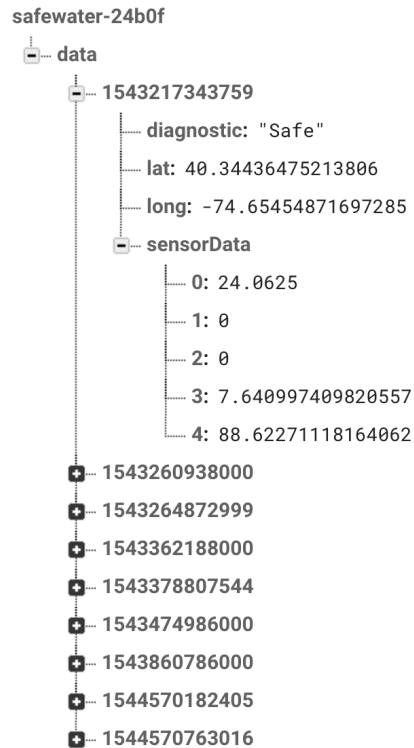 safewater-24b0f
data
1543217343759
diagnostic: "Safe"
lat: 40.34436475213806
long: -74.65454871697285
sensorData
0: 24.0625
1: 0
2: 0
3: 7.640997409820557
4: 88.62271118164062
1543260938000
1543264872999
1543362188000
1543378807544
1543474986000
1543860786000
1544570182405
1544570763016